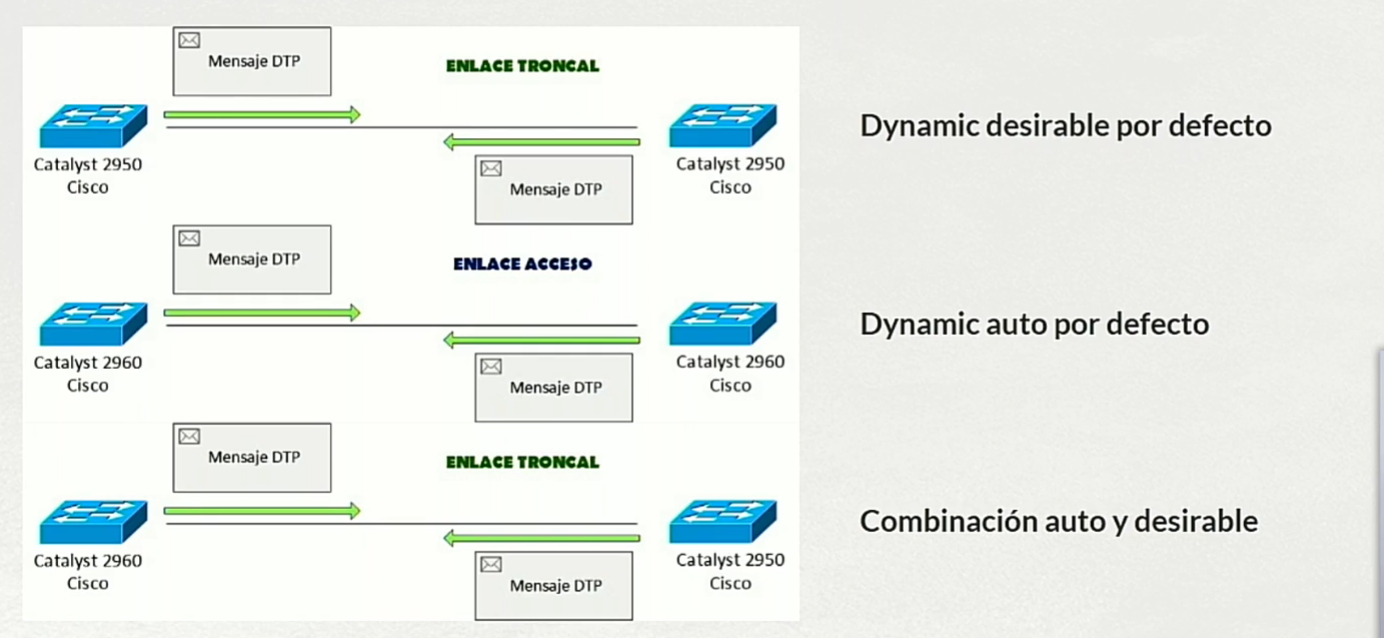 Mensaje DTP
ENLACE TRONCAL
Catalyst 2950
Cisco
Catalyst 2950
Cisco
Mensaje DTP
Dynamic desirable por defecto
Mensaje DTP
ENLACE ACCESO
Catalyst 2960
Cisco
Catalyst 2960
Cisco
Mensaje DTP
Dynamic auto por defecto
Mensaje DTP
ENLACE TRONCAL
Catalyst 2960
Cisco
Catalyst 2950
Cisco
Mensaje DTP
Combinación auto y desirable